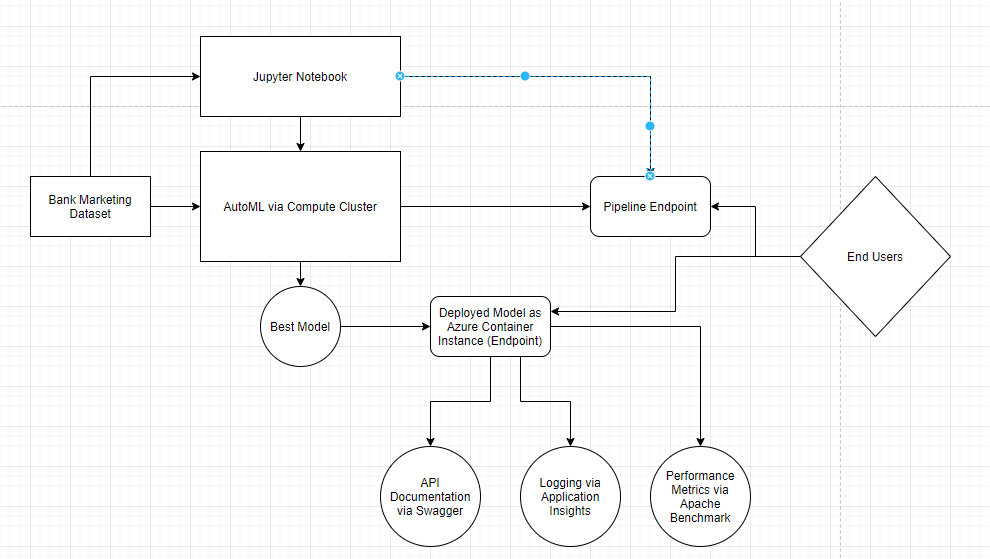 Jupyter Notebook
Bank Marketing
Dataset
AutoML via Compute Cluster
Pipeline Endpoint
End Users
Best Model
Deployed Model as
Azure Container
Instance (Endpoint)
API
Documentation
via Swagger
Logging via
Application
Insights
Performance
Metrics via
Apache
Benchmark